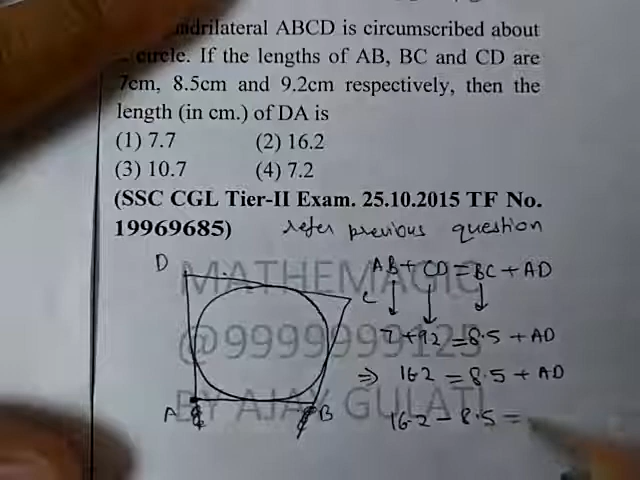 quadrilateral ABCD is circumscribed about
a circle. If the lengths of AB, BC and CD are
7cm, 8.5cm and 9.2cm respectively, then the
length (in cm.) of DA is
(1) 7.7 (2) 16.2
(3) 10.7 (4) 7.2
(SSC CGL Tier-II Exam. 25.10.2015 TF No.
19969685) refer previous question
MATHEMAGIC
@9999999125
BY AJAY GULATI
D
C
A
B
AB + CD = BC + AD
7 + 9.2 = 8.5 + AD
⇒ 16.2 = 8.5 + AD
16.2 - 8.5 =